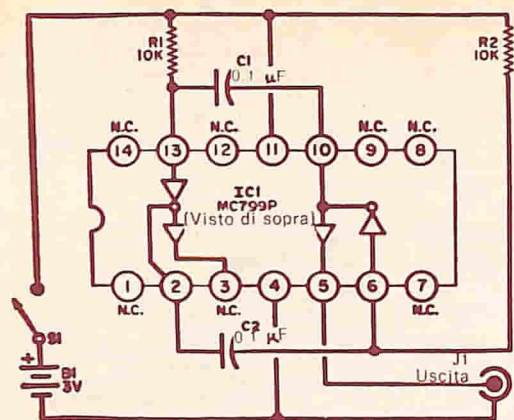 R1
10K
R2
10K
C1
0.1 µF
N.C.
N.C.
N.C.
N.C.
14
13
12
11
10
9
8
IC1
MC799P
(Visto di sopra)
1
2
3
4
5
6
7
N.C.
N.C.
N.C.
C2
0.1 µF
S1
+
B1
3V
J1
Uscita